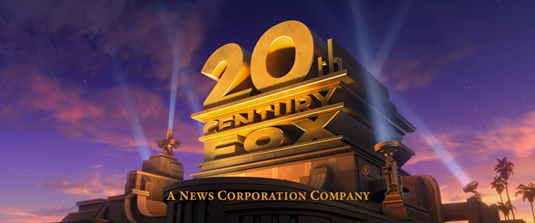 20th
CENTURY
FOX
A NEWS CORPORATION COMPANY